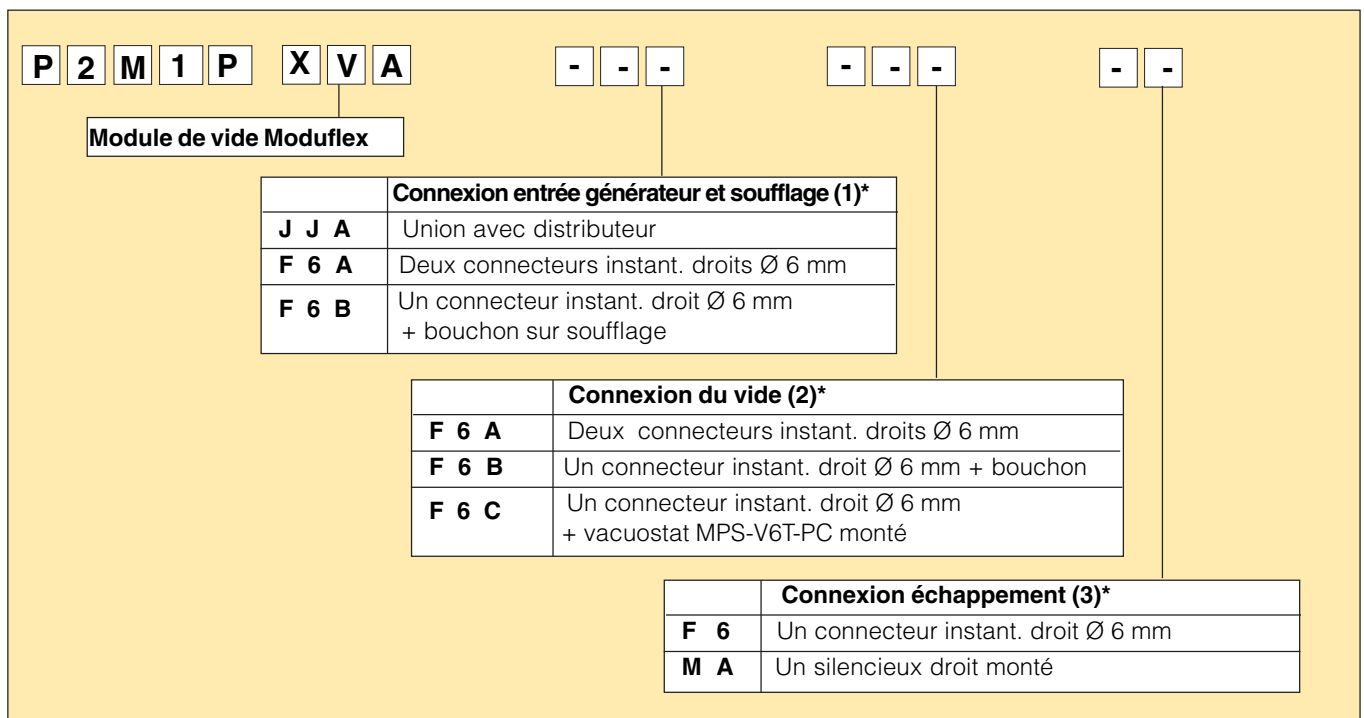 P 2 M 1 P X V A - - - - - - - -
Module de vide Moduflex
Connexion entrée générateur et soufflage (1)*
J J A Union avec distributeur
F 6 A Deux connecteurs instant. droits Ø 6 mm
F 6 B Un connecteur instant. droit Ø 6 mm
+ bouchon sur soufflage
Connexion du vide (2)*
F 6 A Deux connecteurs instant. droits Ø 6 mm
F 6 B Un connecteur instant. droit Ø 6 mm + bouchon
F 6 C Un connecteur instant. droit Ø 6 mm
+ vacuostat MPS-V6T-PC monté
Connexion échappement (3)*
F 6 Un connecteur instant. droit Ø 6 mm
M A Un silencieux droit monté